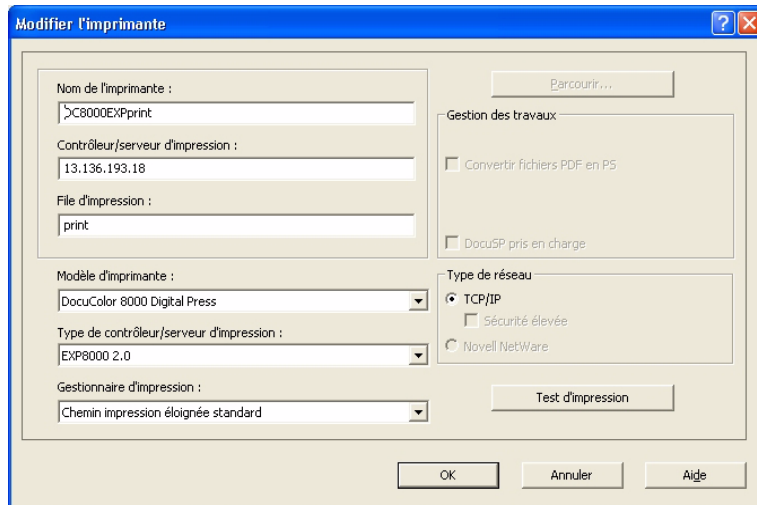 Modifier l'imprimante
Nom de l'imprimante :
DC8000EXPprint
Contrôleur/serveur d'impression :
13.136.193.18
File d'impression :
print
Modèle d'imprimante :
DocuColor 8000 Digital Press
Type de contrôleur/serveur d'impression :
EXP8000 2.0
Gestionnaire d'impression :
Chemin impression éloignée standard
Parcourir...
Gestion des travaux
Convertir fichiers PDF en PS
DocuSP pris en charge
Type de réseau
TCP/IP
Sécurité élevée
Novell NetWare
Test d'impression
OK
Annuler
Aide